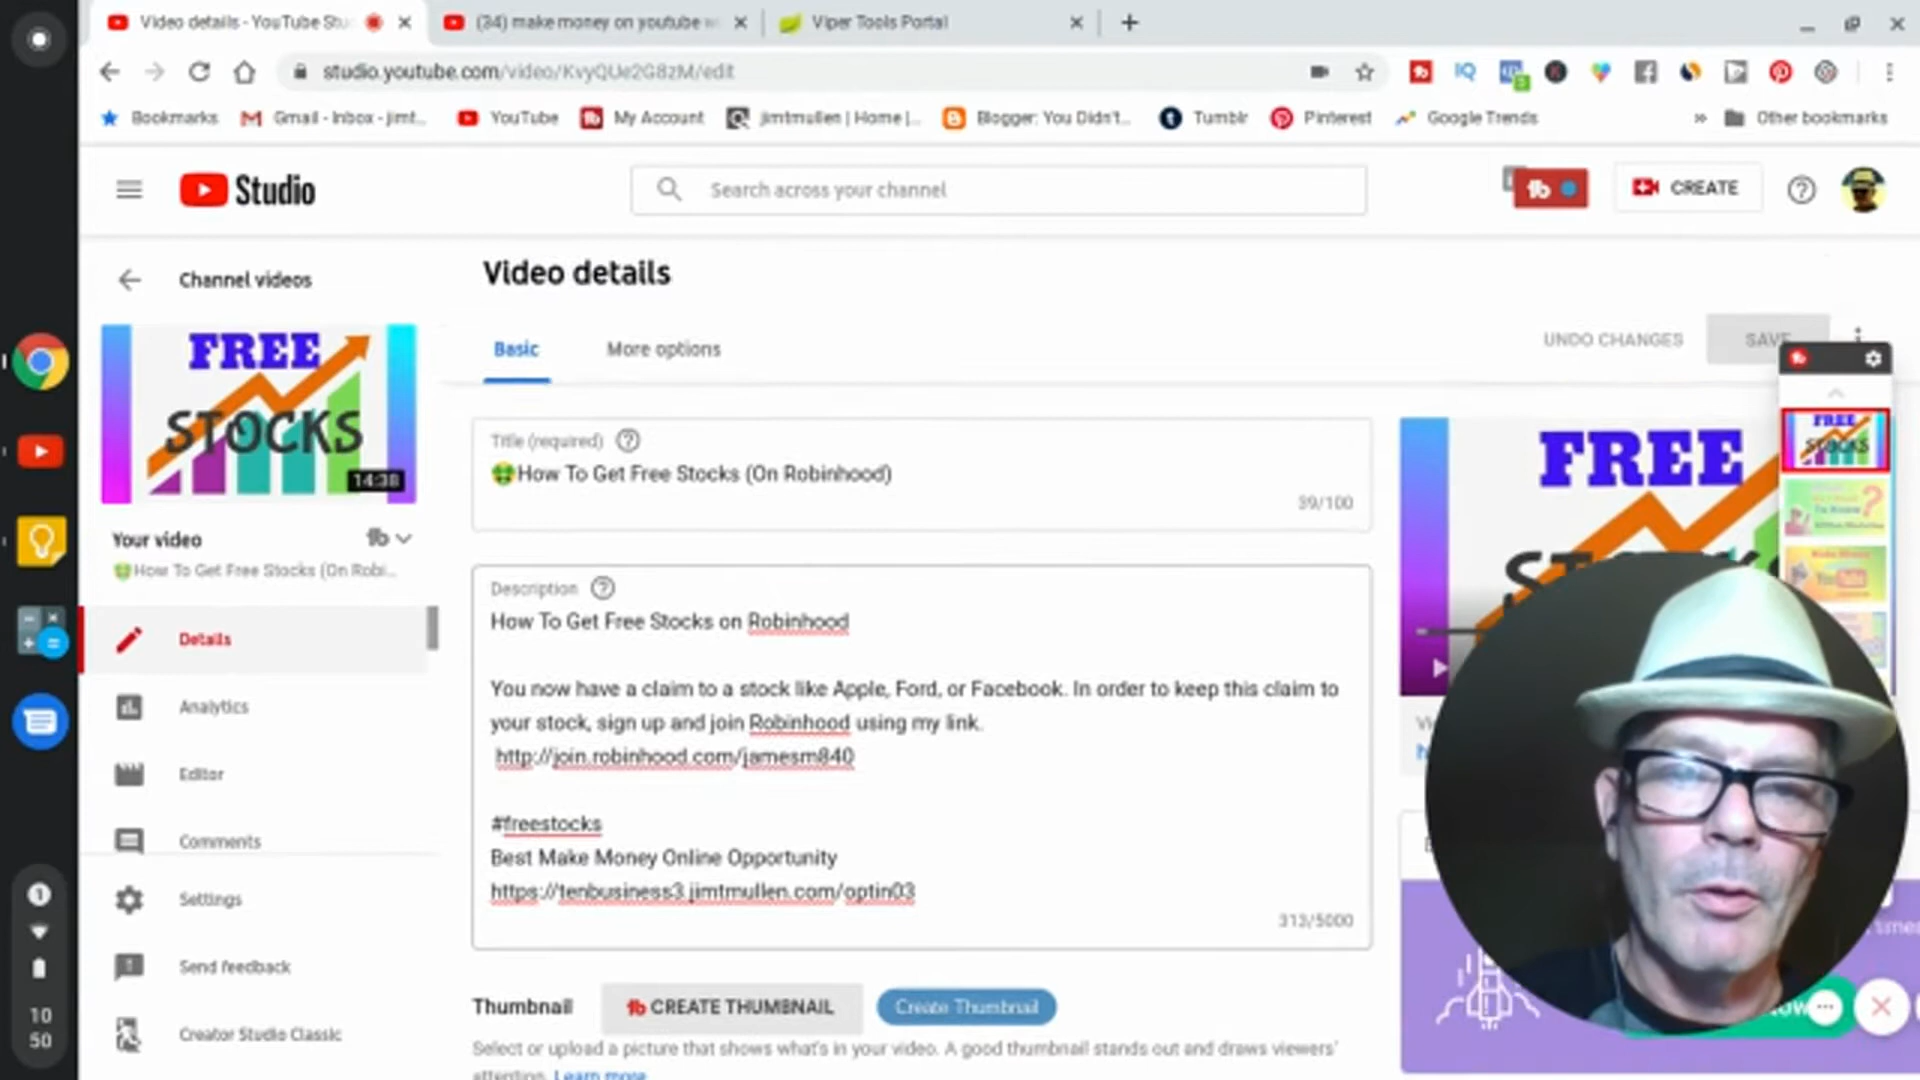 Video details - YouTube Stu
(34) make money on youtube w
Viper Tools Portal
studio.youtube.com/video/KvyQUe2G8zM/edit
Bookmarks
Gmail - Inbox - jimt...
YouTube
My Account
jimtmullen | Home |...
Blogger: You Didn't...
Tumblr
Pinterest
Google Trends
Other bookmarks
Studio
Search across your channel
CREATE
Channel videos
Video details
Basic
More options
UNDO CHANGES
SAVE
FREE
STOCKS
14:38
Your video
How To Get Free Stocks (On Robi...
Details
Analytics
Editor
Comments
Settings
Send feedback
Creator Studio Classic
Title (required)
How To Get Free Stocks (On Robinhood)
39/100
Description
How To Get Free Stocks on Robinhood
You now have a claim to a stock like Apple, Ford, or Facebook. In order to keep this claim to
your stock, sign up and join Robinhood using my link.
http://join.robinhood.com/jamesm840
#freestocks
Best Make Money Online Opportunity
https://tenbusiness3.jimtmullen.com/optin03
313/5000
Thumbnail
CREATE THUMBNAIL
Create Thumbnail
Select or upload a picture that shows what's in your video. A good thumbnail stands out and draws viewers'
attention. Learn more
FREE
FREE
STOCKS
YouTube
10
50